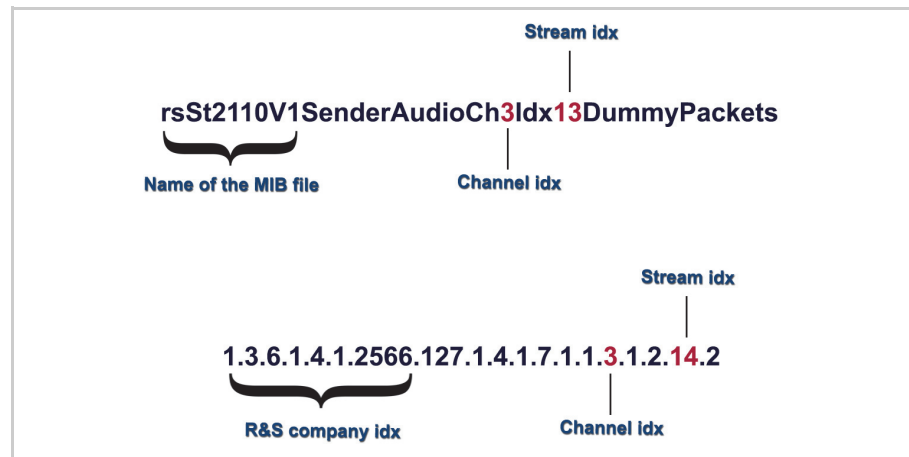 Stream idx
rsSt2110V1SenderAudioCh3Idx13DummyPackets
Name of the MIB file
Channel idx
Stream idx
1.3.6.1.4.1.2566.127.1.4.1.7.1.1.3.1.2.14.2
R&S company idx
Channel idx